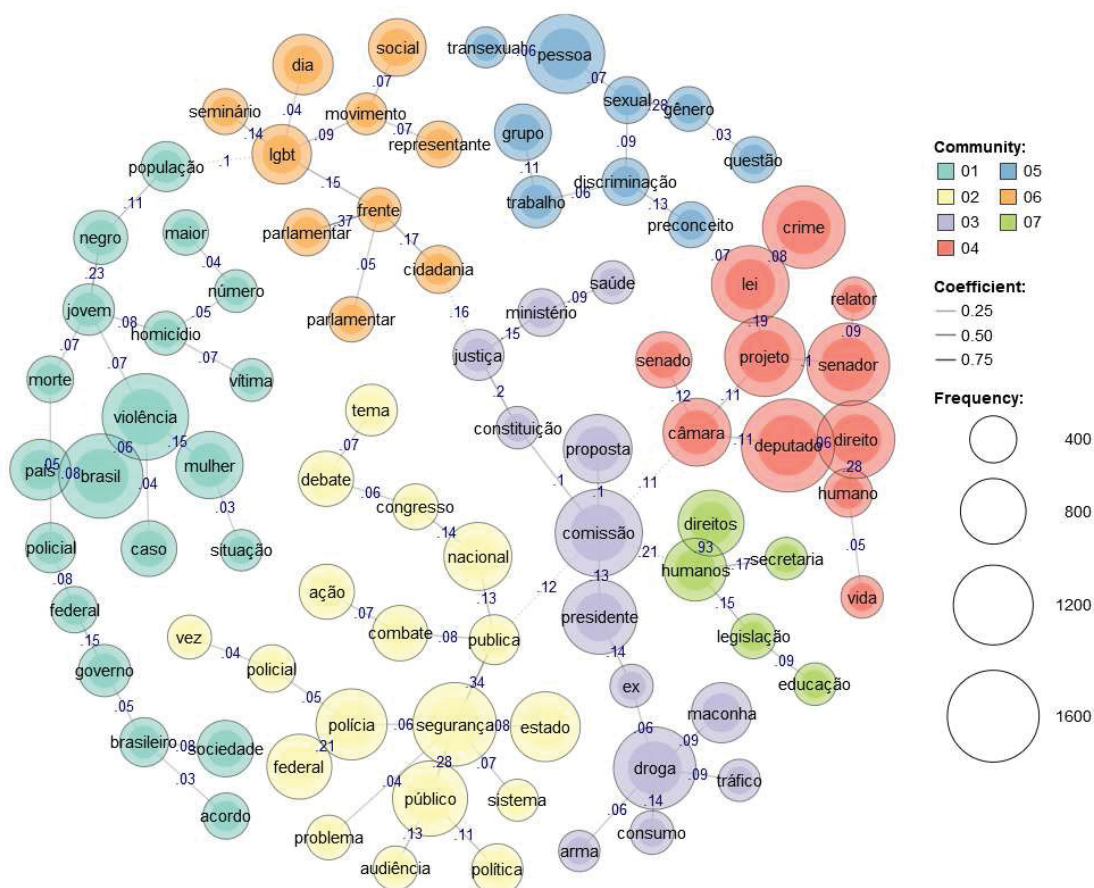 social
transexual
.06
pessoa
dia
.07
.07
seminário
.04
movimento
sexual
.28
gênero
.14
.09
.07
grupo
.03
lgbt
representante
.09
questão
população
.1
.11
discriminação
.15
.06
.11
frente
trabalho
.13
crime
negro
maior
parlamentar
.37
preconceito
.17
.07
.08
.23
.04
.05
cidadania
lei
jovem
número
ministério
.09
saúde
relator
.08
.05
parlamentar
.16
.19
.09
homicídio
.15
justiça
senado
projeto
.1
senador
.07
.07
.07
morte
vítima
.2
.12
.11
violência
tema
constituição
câmara
.11
deputado
.06
direito
.06
.15
.07
proposta
país
.05
.08
brasil
mulher
debate
.1
.1
.11
.28
.04
.06
congresso
humano
.03
.14
comissão
direitos
policial
caso
situação
nacional
.21
.93
.05
.08
.12
.13
humanos
.17
secretaria
federal
ação
.13
.15
vida
.15
.07
combate
.08
publica
presidente
legislação
vez
.14
.09
governo
.04
policial
.34
ex
educação
.05
.05
.06
maconha
brasileiro
.08
sociedade
polícia
.06
segurança
.08
estado
.09
.03
federal
.21
.28
.07
droga
.09
tráfico
.04
público
sistema
.06
.14
acordo
problema
.13
.11
consumo
audiência
política
arma
Community:
01
05
02
06
03
07
04
Coefficient:
0.25
0.50
0.75
Frequency:
400
800
1200
1600